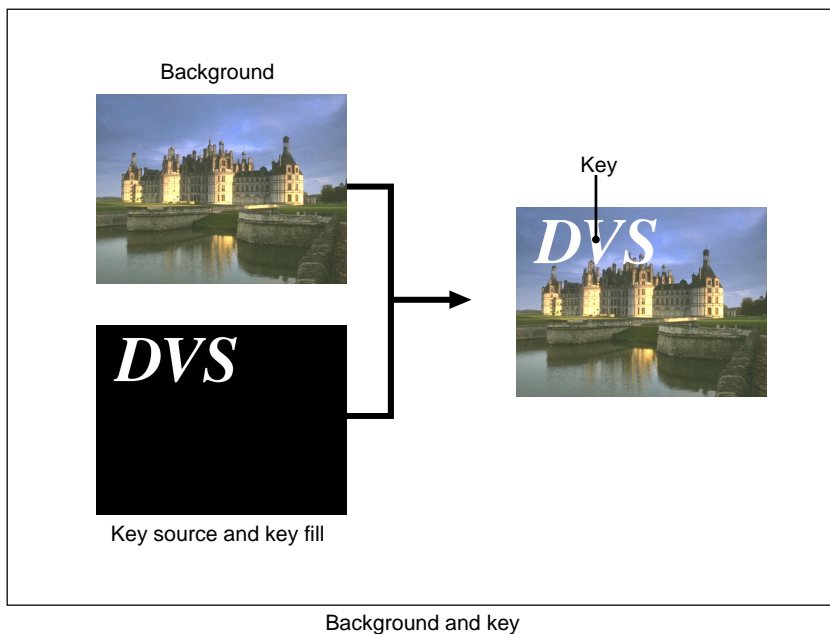 Background
DVS
Key source and key fill
Key
DVS
Background and key